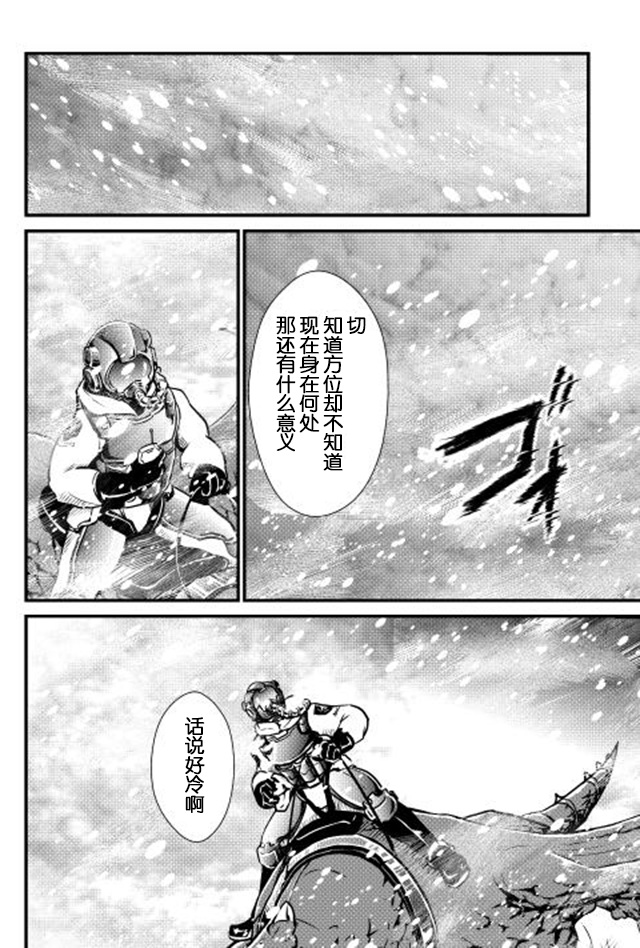 ゴオ
切
知道方位却不知道
现在身在何处
那还有什么意义
话说好冷啊